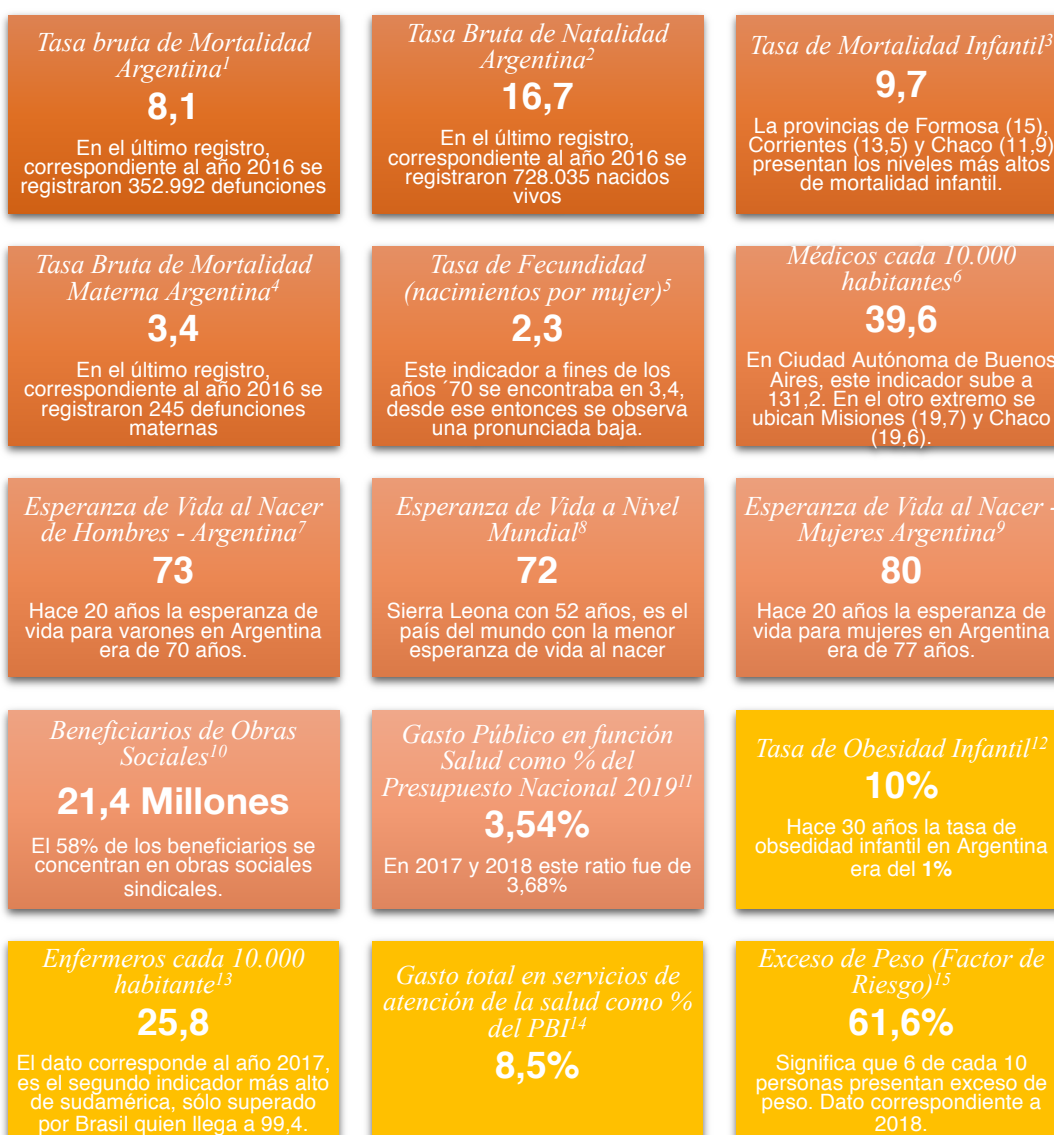 Tasa bruta de Mortalidad
Argentina¹
8,1
En el último registro,
correspondiente al año 2016 se
registraron 352.992 defunciones
Tasa Bruta de Natalidad
Argentina²
16,7
En el último registro,
correspondiente al año 2016 se
registraron 728.035 nacidos
vivos
Tasa de Mortalidad Infantil³
9,7
La provincias de Formosa (15),
Corrientes (13,5) y Chaco (11,9)
presentan los niveles más altos
de mortalidad infantil.
Tasa Bruta de Mortalidad
Materna Argentina⁴
3,4
En el último registro,
correspondiente al año 2016 se
registraron 245 defunciones
maternas
Tasa de Fecundidad
(nacimientos por mujer)⁵
2,3
Este indicador a fines de los
años ´70 se encontraba en 3,4,
desde ese entonces se observa
una pronunciada baja.
Médicos cada 10.000
habitantes⁶
39,6
En Ciudad Autónoma de Buenos
Aires, este indicador sube a
131,2. En el otro extremo se
ubican Misiones (19,7) y Chaco
(19,6).
Esperanza de Vida al Nacer
de Hombres - Argentina⁷
73
Hace 20 años la esperanza de
vida para varones en Argentina
era de 70 años.
Esperanza de Vida a Nivel
Mundial⁸
72
Sierra Leona con 52 años, es el
país del mundo con la menor
esperanza de vida al nacer
Esperanza de Vida al Nacer -
Mujeres Argentina⁹
80
Hace 20 años la esperanza de
vida para mujeres en Argentina
era de 77 años.
Beneficiarios de Obras
Sociales¹⁰
21,4 Millones
El 58% de los beneficiarios se
concentran en obras sociales
sindicales.
Gasto Público en función
Salud como % del
Presupuesto Nacional 2019¹¹
3,54%
En 2017 y 2018 este ratio fue de
3,68%
Tasa de Obesidad Infantil¹²
10%
Hace 30 años la tasa de
obsedidad infantil en Argentina
era del 1%
Enfermeros cada 10.000
habitante¹³
25,8
El dato corresponde al año 2017,
es el segundo indicador más alto
de sudamérica, sólo superado
por Brasil quien llega a 99,4.
Gasto total en servicios de
atención de la salud como %
del PBI¹⁴
8,5%
Exceso de Peso (Factor de
Riesgo)¹⁵
61,6%
Significa que 6 de cada 10
personas presentan exceso de
peso. Dato correspondiente a
2018.